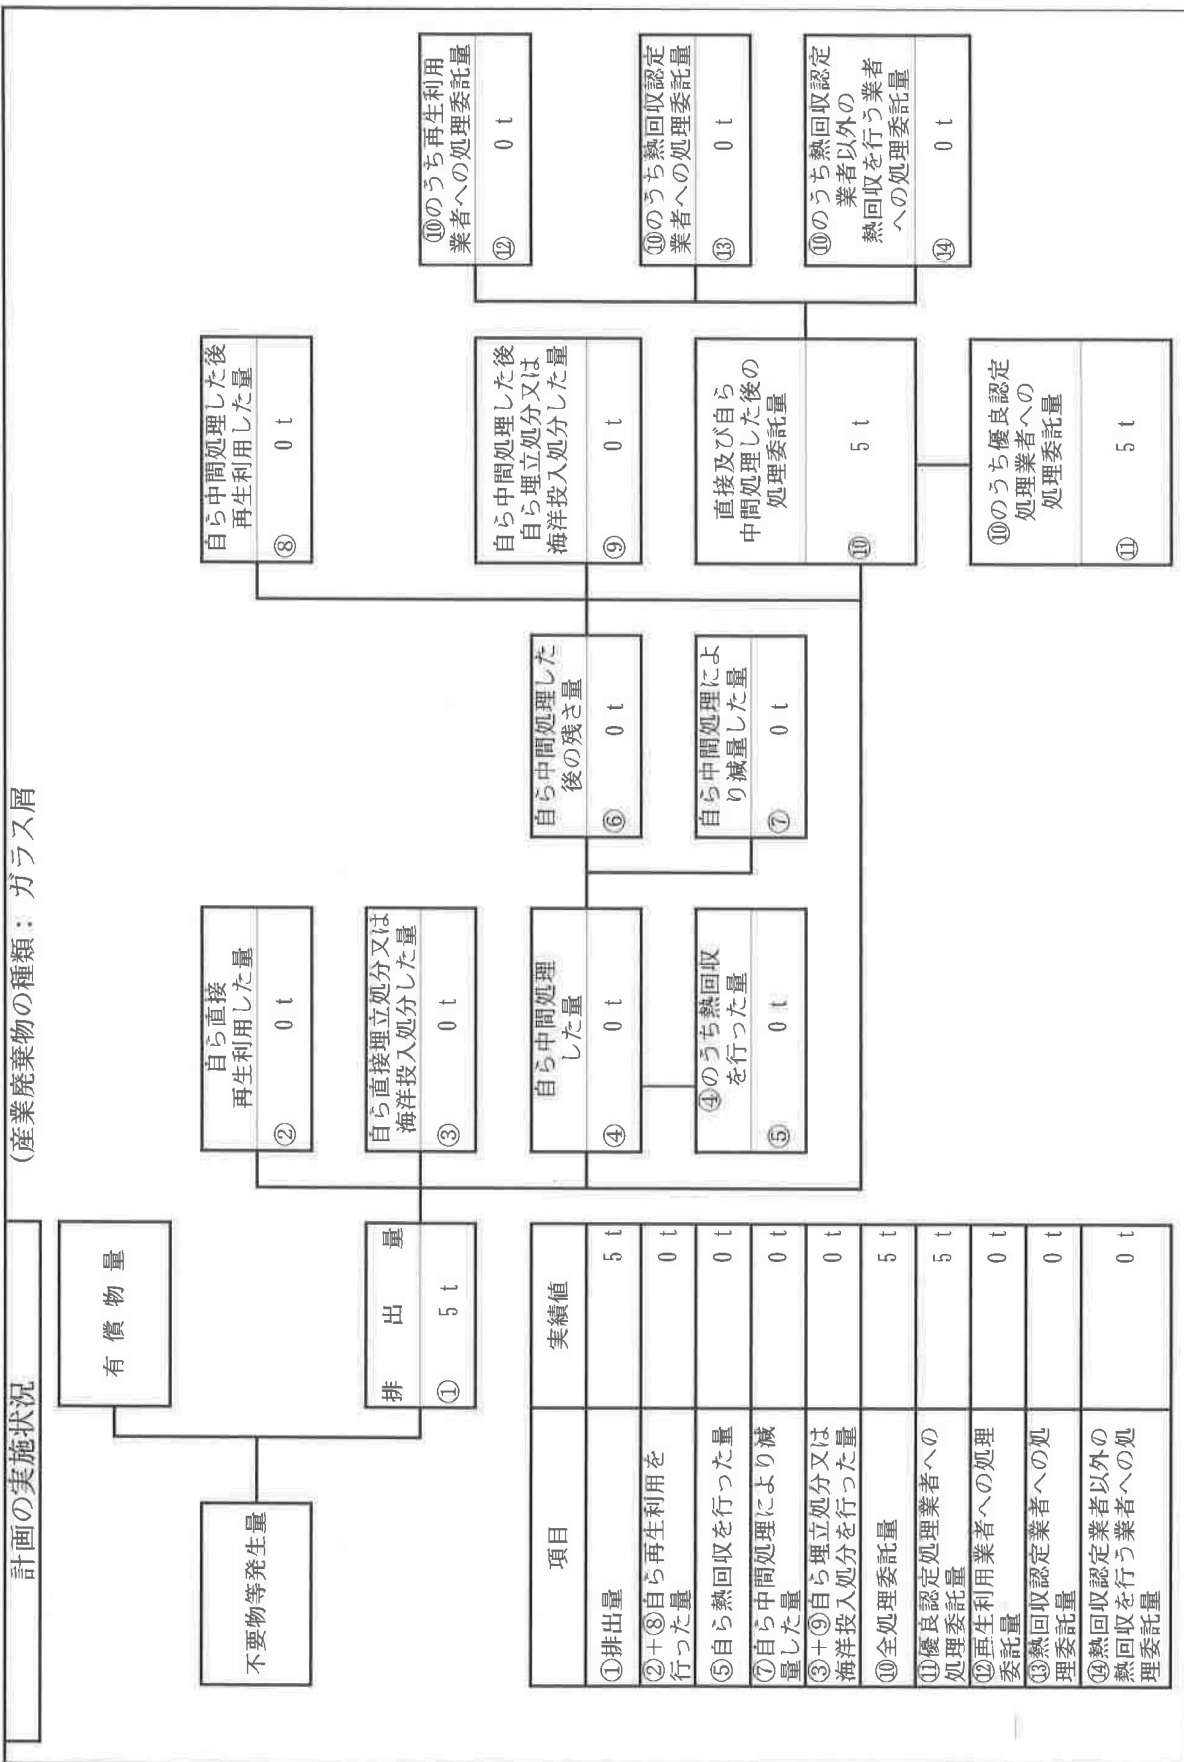 計画の実施状況
(産業廃棄物の種類： ガラス屑
不要物等発生量
有 償 物 量
排 出 量
① 5 t
自ら直接
再生利用した量
② 0 t
自ら直接埋立処分又は
海洋投入処分した量
③ 0 t
自ら中間処理
した量
④ 0 t
④のうち熱回収
を行った量
⑤ 0 t
自ら中間処理した
後の残さ量
⑥ 0 t
自ら中間処理によ
り減量した量
⑦ 0 t
自ら中間処理した後
再生利用した量
⑧ 0 t
自ら中間処理した後
自ら埋立処分又は
海洋投入処分した量
⑨ 0 t
直接及び自ら
中間処理した後の
処理委託量
⑩ 5 t
⑩のうち優良認定
処理業者への
処理委託量
⑪ 5 t
⑩のうち再生利用
業者への処理委託量
⑫ 0 t
⑩のうち熱回収認定
業者への処理委託量
⑬ 0 t
⑩のうち熱回収認定
業者以外の
熱回収を行う業者
への処理委託量
⑭ 0 t
項目 実績値
①排出量 5 t
②+⑧自ら再生利用を
行った量 0 t
⑤自ら熱回収を行った量 0 t
⑦自ら中間処理により減
量した量 0 t
③+⑨自ら埋立処分又は
海洋投入処分を行った量 0 t
⑩全処理委託量 5 t
⑪優良認定処理業者への
処理委託量 5 t
⑫再生利用業者への処理
委託量 0 t
⑬熱回収認定業者への処
理委託量 0 t
⑭熱回収認定業者以外の
熱回収を行う業者への処
理委託量 0 t